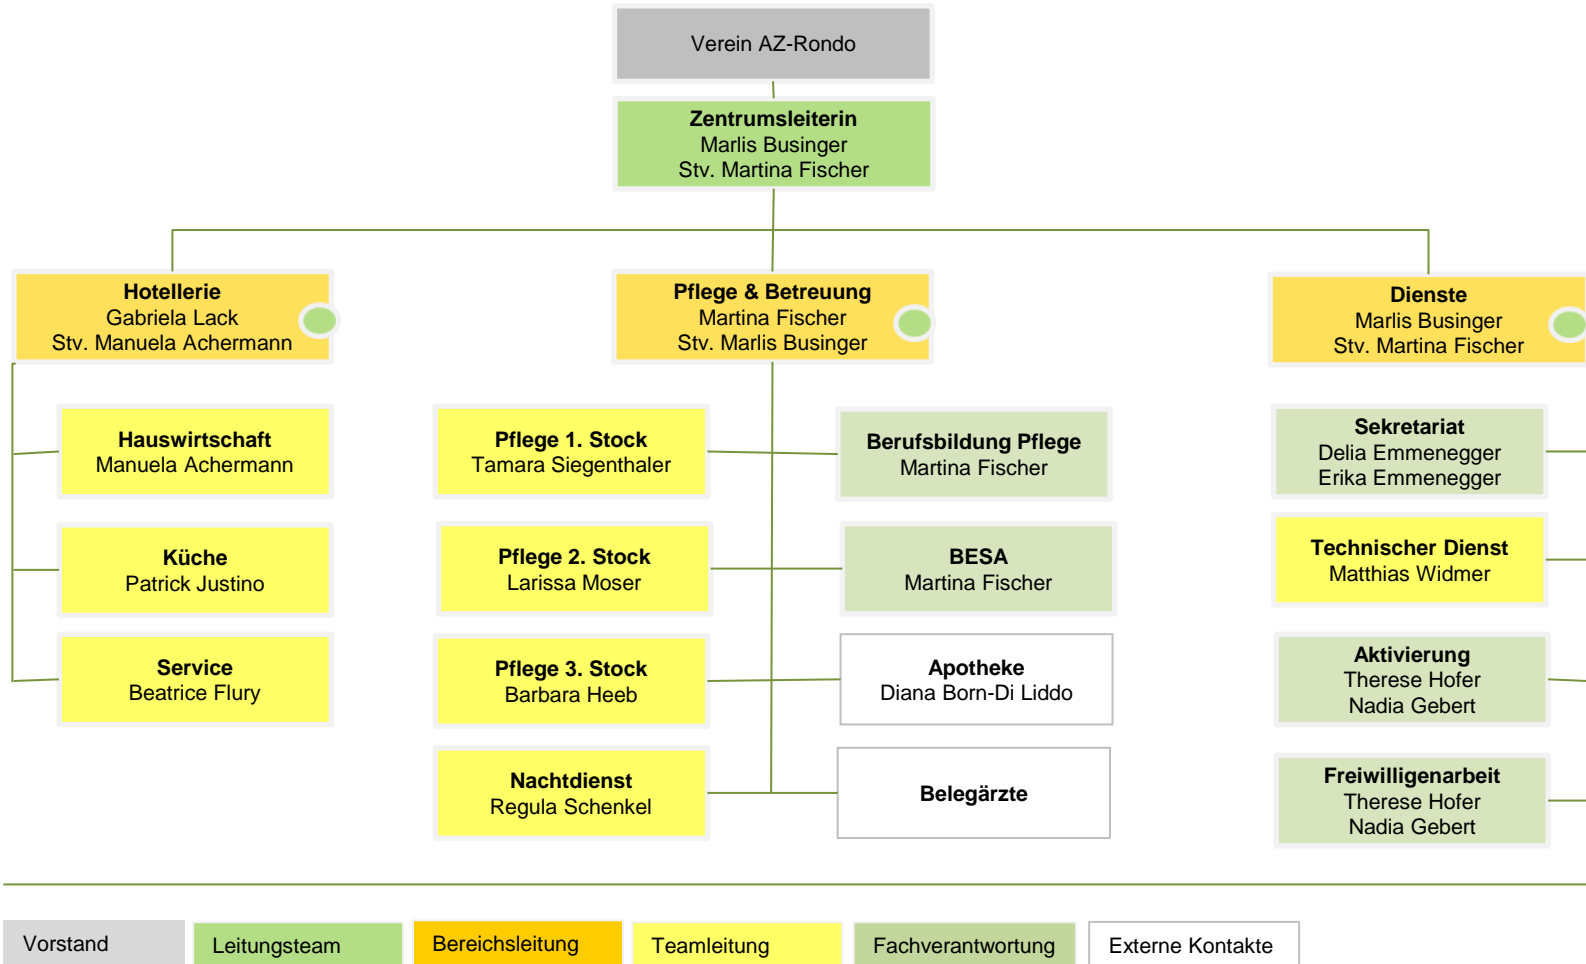 Verein AZ-Rondo
Zentrumsleiterin
Marlis Businger
Stv. Martina Fischer
Hotellerie
Gabriela Lack
Stv. Manuela Achermann
Pflege & Betreuung
Martina Fischer
Stv. Marlis Businger
Dienste
Marlis Businger
Stv. Martina Fischer
Hauswirtschaft
Manuela Achermann
Küche
Patrick Justino
Service
Beatrice Flury
Pflege 1. Stock
Tamara Siegenthaler
Pflege 2. Stock
Larissa Moser
Pflege 3. Stock
Barbara Heeb
Nachtdienst
Regula Schenkel
Berufsbildung Pflege
Martina Fischer
BESA
Martina Fischer
Apotheke
Diana Born-Di Liddo
Belegärzte
Sekretariat
Delia Emmenegger
Erika Emmenegger
Technischer Dienst
Matthias Widmer
Aktivierung
Therese Hofer
Nadia Gebert
Freiwilligenarbeit
Therese Hofer
Nadia Gebert
Vorstand
Leitungsteam
Bereichsleitung
Teamleitung
Fachverantwortung
Externe Kontakte